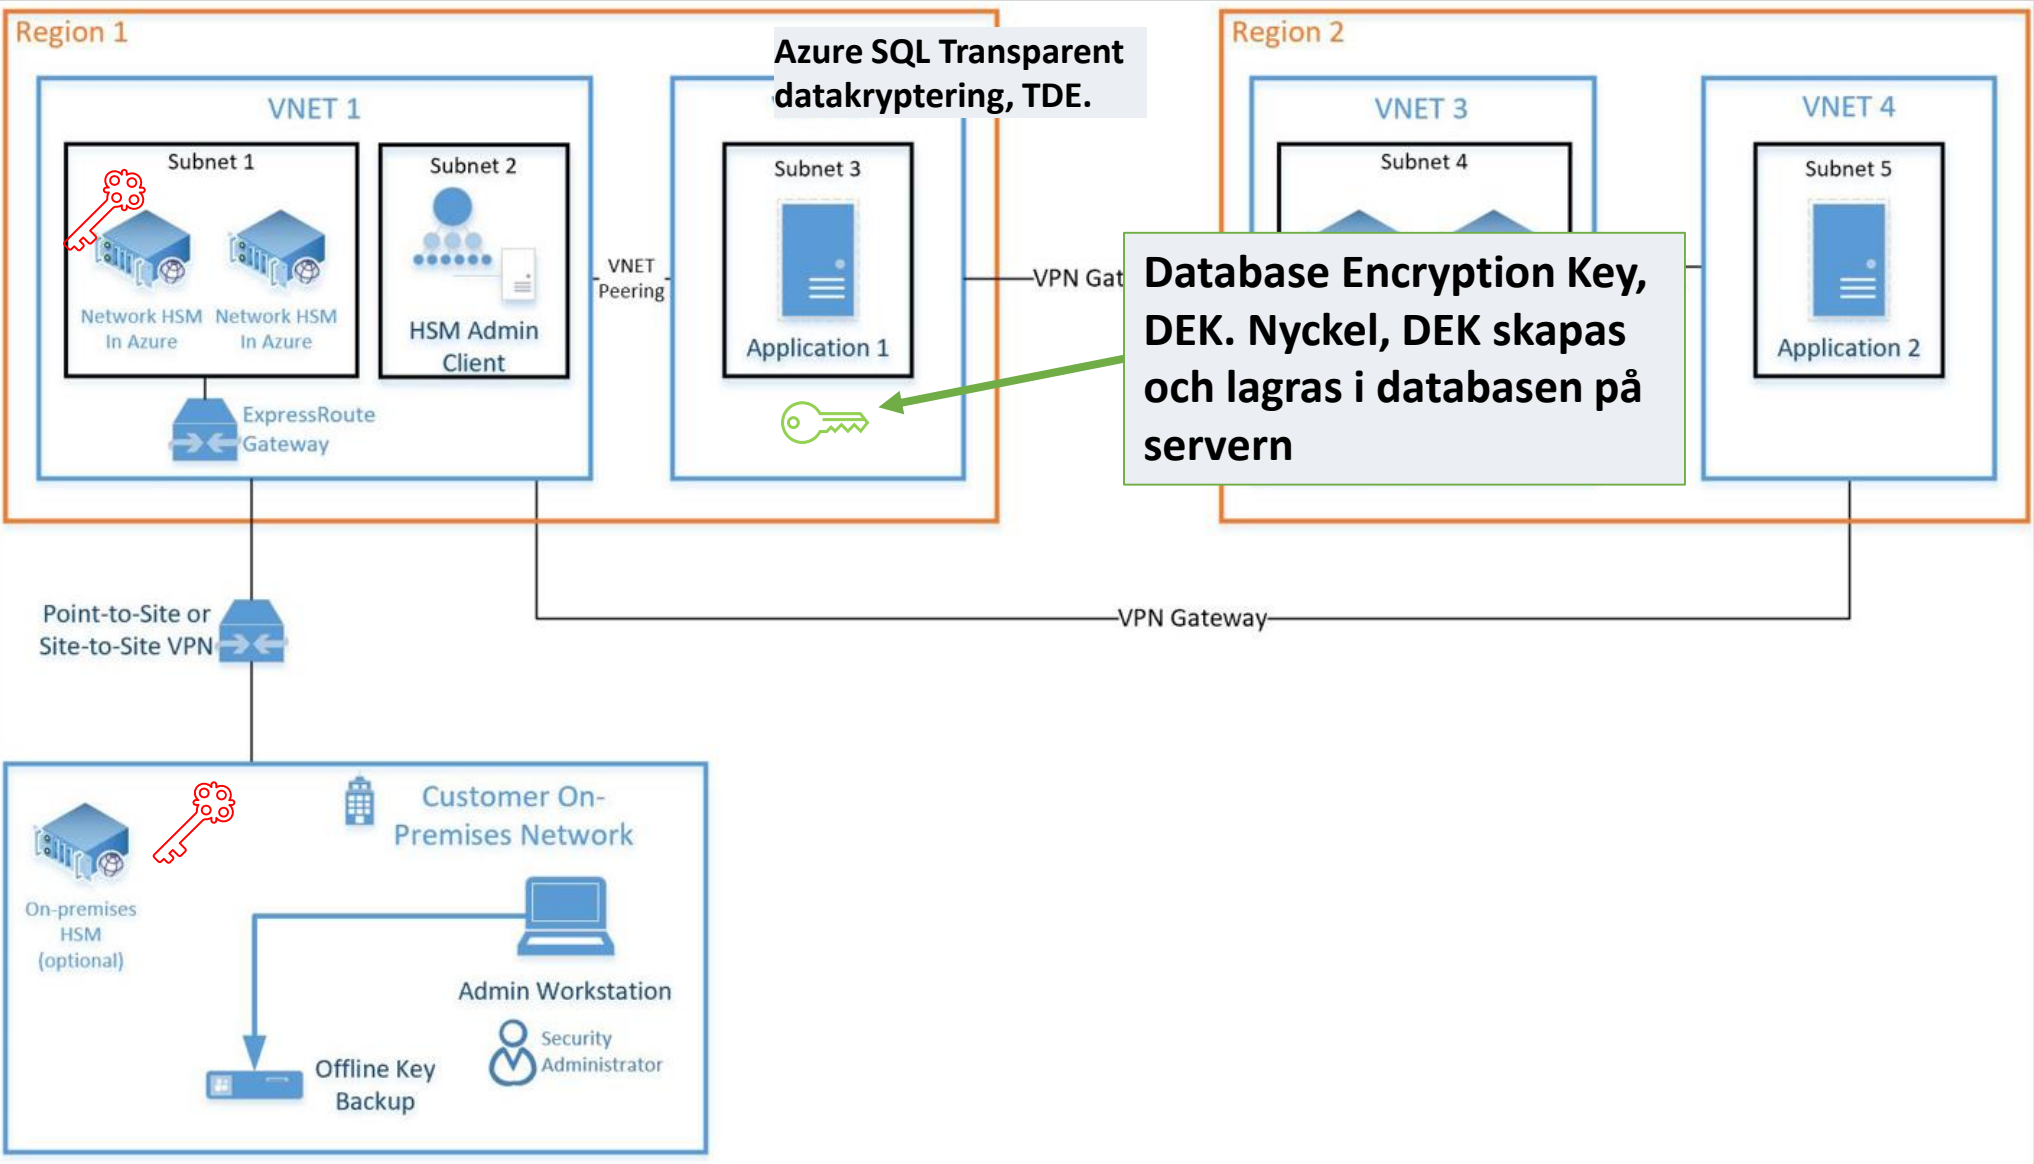 Region 1
Azure SQL Transparent
datakryptering, TDE.
Region 2
VNET 1
VNET 3
VNET 4
Subnet 1
Subnet 2
Subnet 3
Subnet 4
Subnet 5
Network HSM
In Azure
Network HSM
In Azure
HSM Admin
Client
VNET
Peering
Application 1
VPN Gat
Database Encryption Key,
DEK. Nyckel, DEK skapas
och lagras i databasen på
servern
Application 2
ExpressRoute
Gateway
Point-to-Site or
Site-to-Site VPN
VPN Gateway
Customer On-
Premises Network
On-premises
HSM
(optional)
Admin Workstation
Security
Administrator
Offline Key
Backup